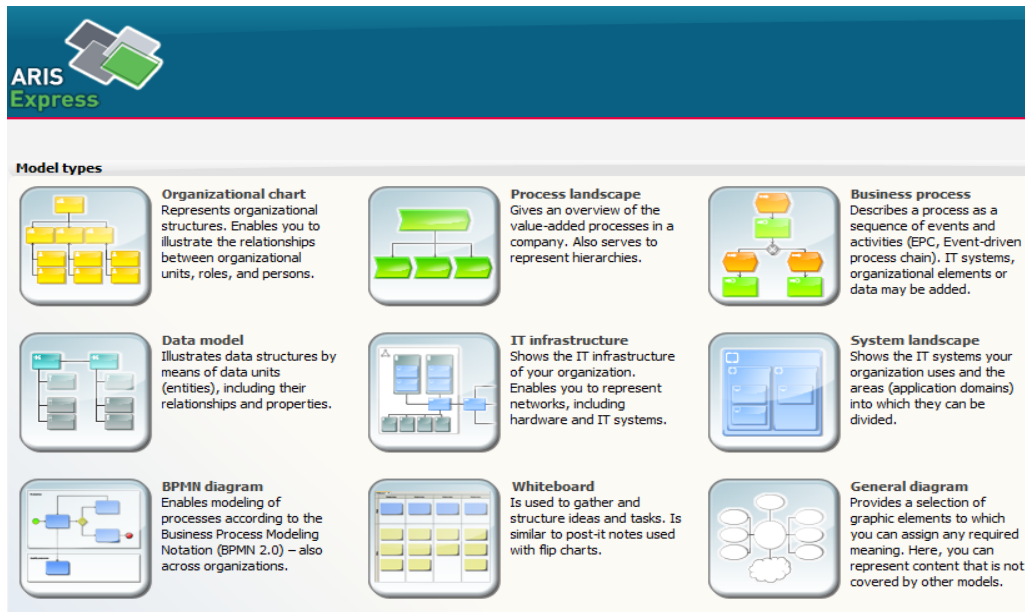 ARIS
Express
Model types
Organizational chart
Represents organizational
structures. Enables you to
illustrate the relationships
between organizational
units, roles, and persons.
Process landscape
Gives an overview of the
value-added processes in a
company. Also serves to
represent hierarchies.
Business process
Describes a process as a
sequence of events and
activities (EPC, Event-driven
process chain). IT systems,
organizational elements or
data may be added.
Data model
Illustrates data structures by
means of data units
(entities), including their
relationships and properties.
IT infrastructure
Shows the IT infrastructure
of your organization.
Enables you to represent
networks, including
hardware and IT systems.
System landscape
Shows the IT systems your
organization uses and the
areas (application domains)
into which they can be
divided.
BPMN diagram
Enables modeling of
processes according to the
Business Process Modeling
Notation (BPMN 2.0) – also
across organizations.
Whiteboard
Is used to gather and
structure ideas and tasks. Is
similar to post-it notes used
with flip charts.
General diagram
Provides a selection of
graphic elements to which
you can assign any required
meaning. Here, you can
represent content that is not
covered by other models.